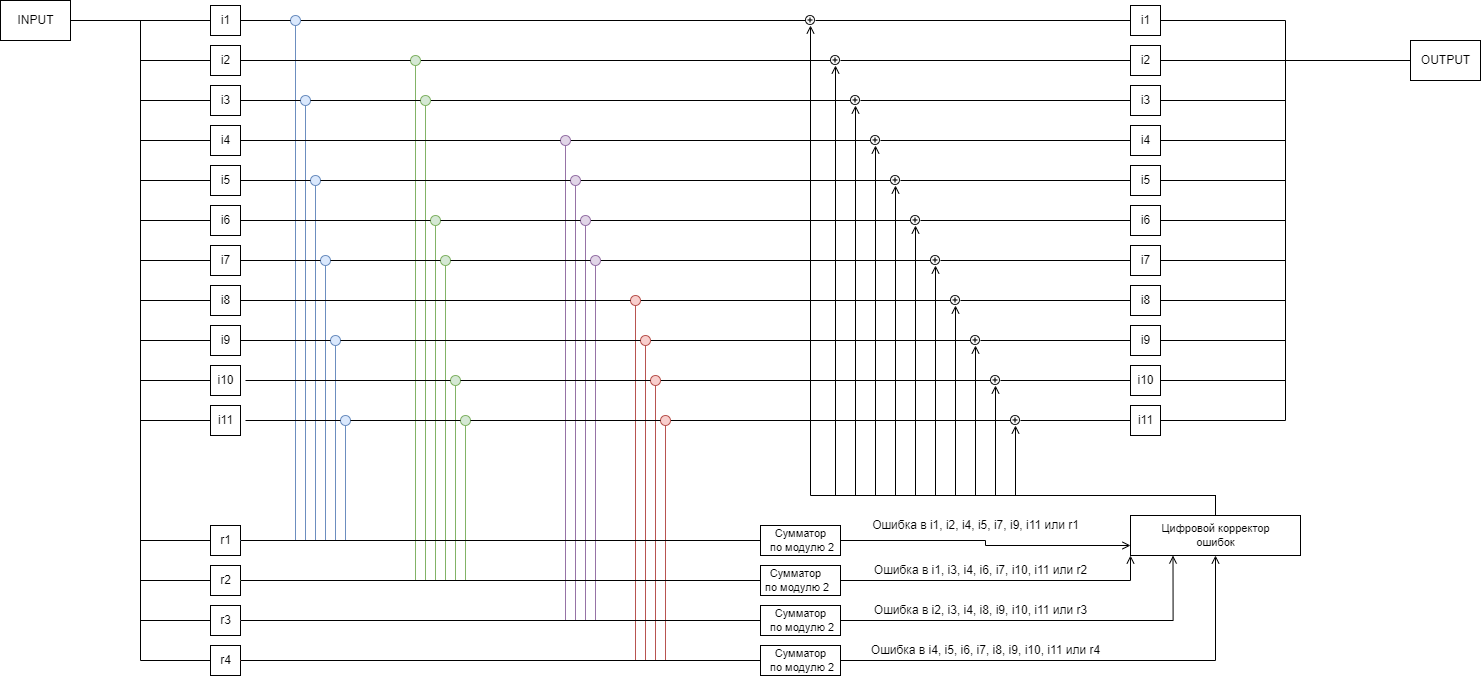 INPUT
i1
i1
i2
i2
OUTPUT
i3
i3
i4
i4
i5
i5
i6
i6
i7
i7
i8
i8
i9
i9
i10
i10
i11
i11
r1
Сумматор
по модулю 2
Ошибка в i1, i2, i4, i5, i7, i9, i11 или r1
Цифровой корректор
ошибок
r2
Сумматор
по модулю 2
Ошибка в i1, i3, i4, i6, i7, i10, i11 или r2
r3
Сумматор
по модулю 2
Ошибка в i2, i3, i4, i8, i9, i10, i11 или r3
r4
Сумматор
по модулю 2
Ошибка в i4, i5, i6, i7, i8, i9, i10, i11 или r4